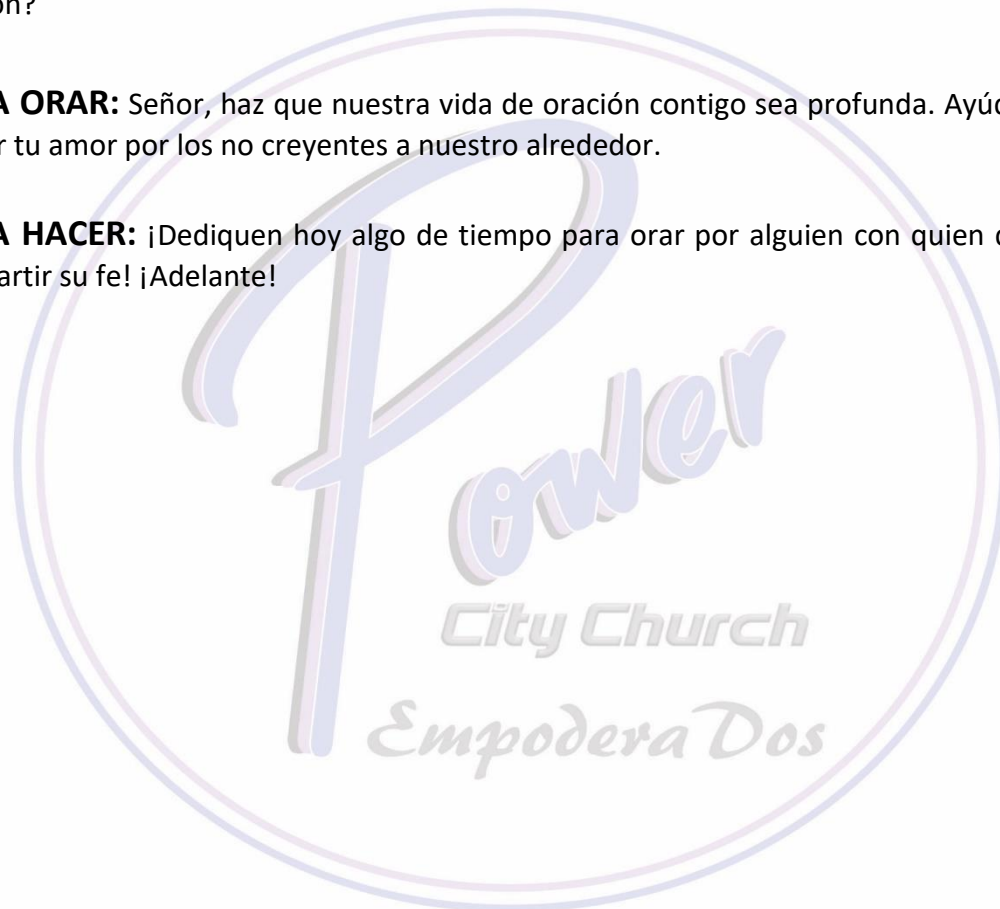 ón?
A ORAR: Señor, haz que nuestra vida de oración contigo sea profunda. Ayúd
r tu amor por los no creyentes a nuestro alrededor.
A HACER: ¡Dediquen hoy algo de tiempo para orar por alguien con quien
artir su fe! ¡Adelante!
Power
City Church
EmpoderaDos